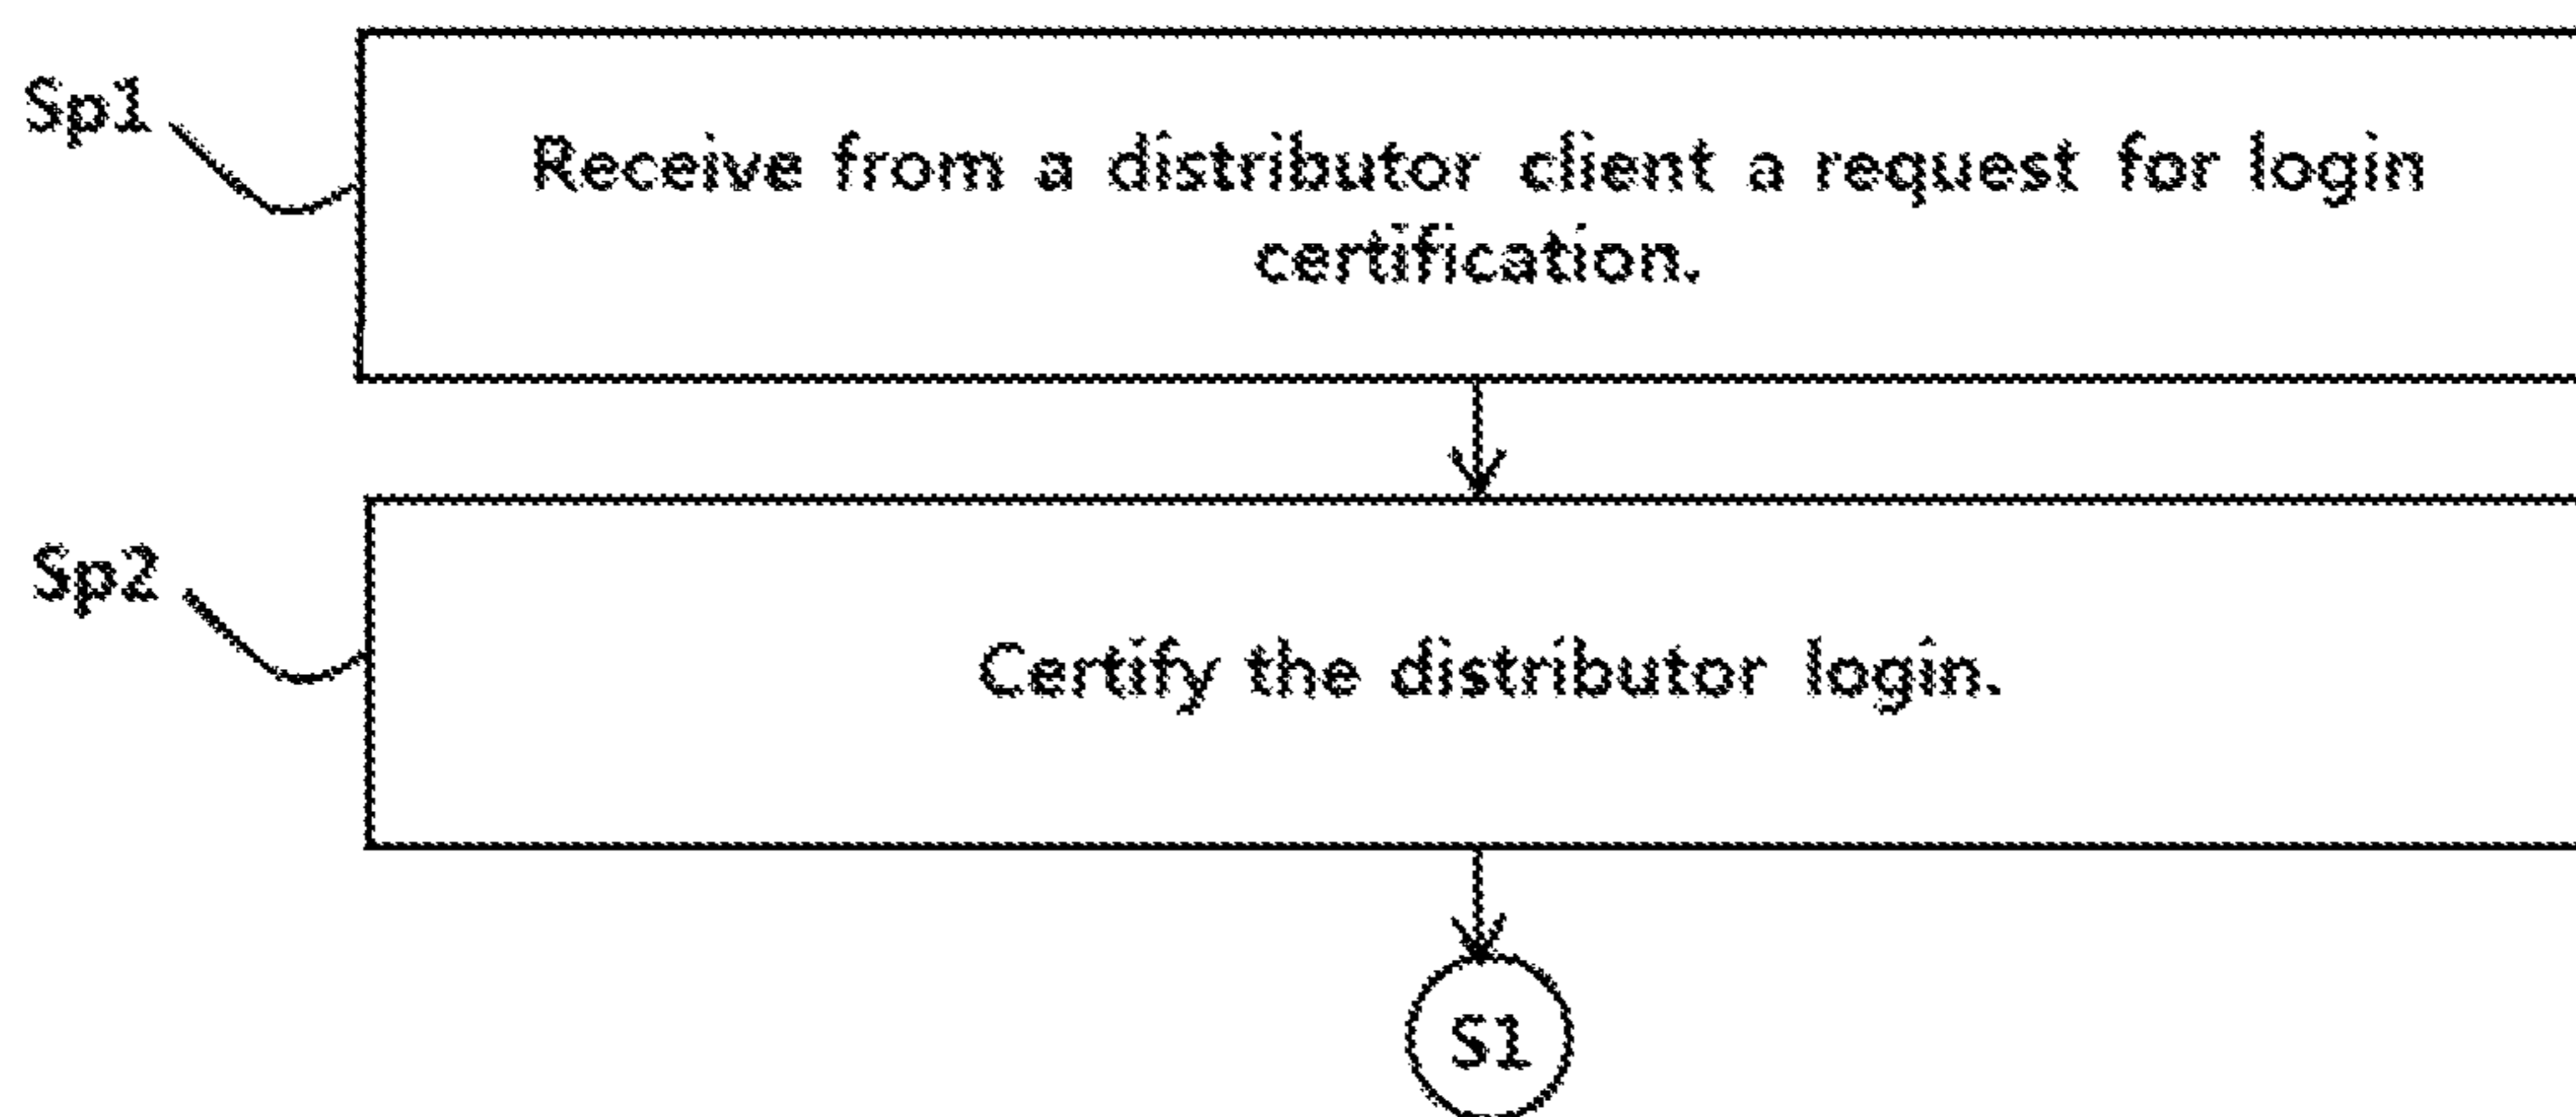 Sp1
Receive from a distributor client a request for login
certification.
Sp2
Certify the distributor login.
S1